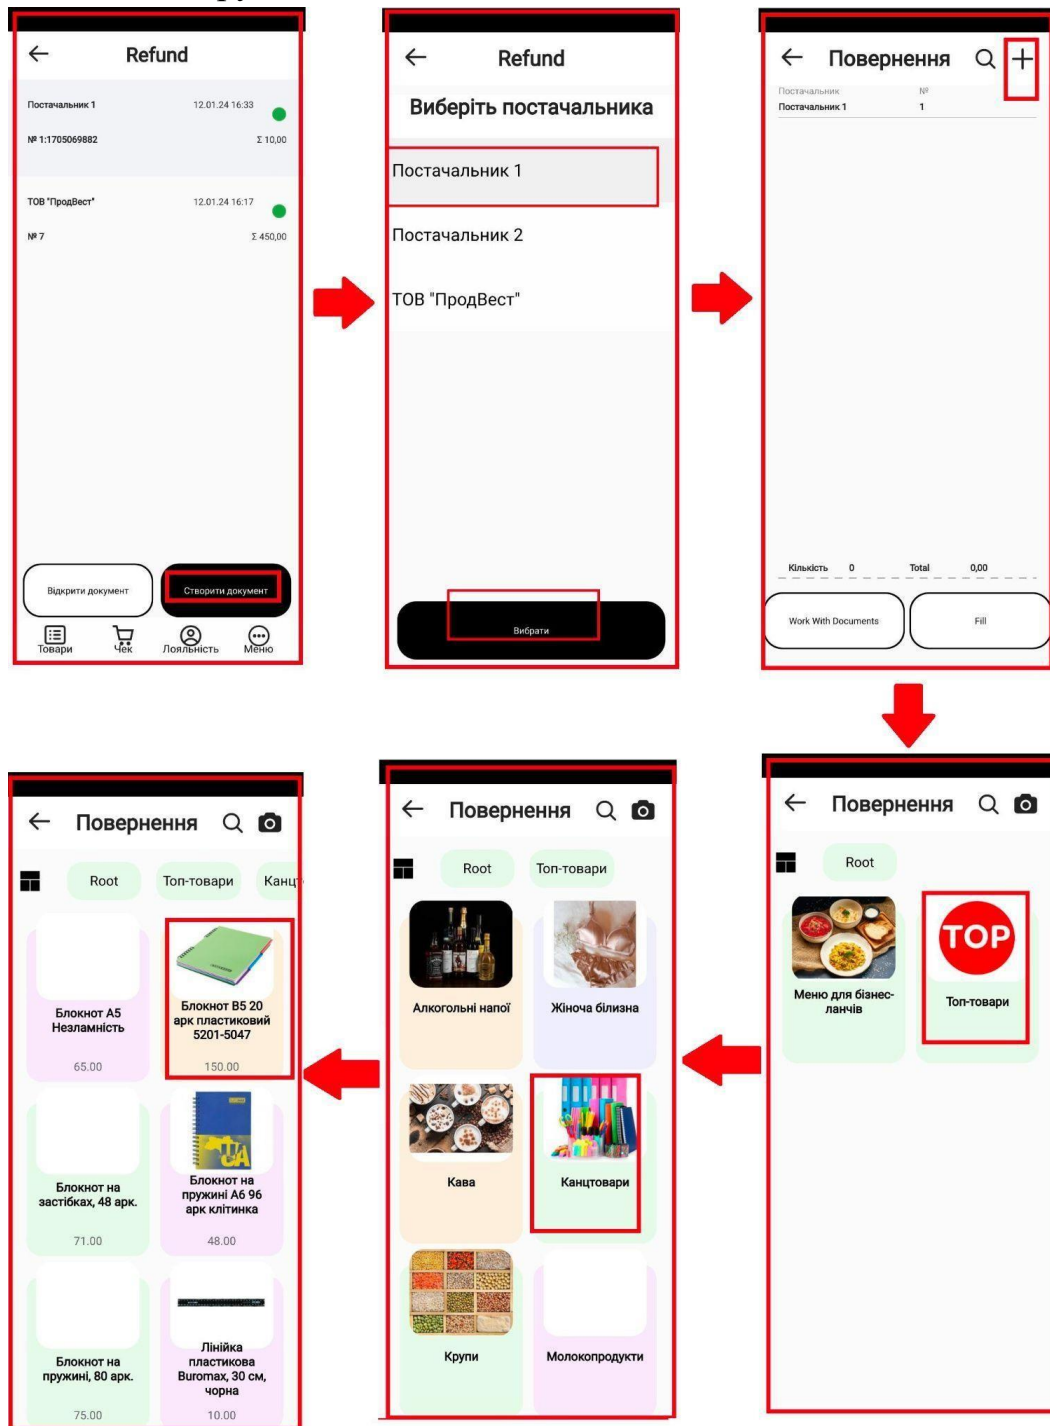 Refund
Постачальник 1 12.01.24 16:33
№ 1:1705069882 Σ 10,00
ТОВ "ПродВест" 12.01.24 16:17
№ 7 Σ 450,00
Відкрити документ Створити документ
Товари Чек Лояльність Меню
Refund
Виберіть постачальника
Постачальник 1
Постачальник 2
ТОВ "ПродВест"
Вибрати
Повернення
Постачальник №
Постачальник 1 1
Кількість 0 Total 0,00
Work With Documents Fill
Повернення
Root
TOP
Меню для бізнес-
ланчів
Топ-товари
Повернення
Root Топ-товари
Алкогольні напої Жіноча білизна
Кава Канцтовари
Крупи Молокопродукти
Повернення
Root Топ-товари Канцт
Блокнот А5
Незламність
65.00
Блокнот В5 20
арк пластиковий
5201-5047
150.00
Блокнот на
застібках, 48 арк.
71.00
UA
Блокнот на
пружині А6 96
арк клітинка
48.00
Блокнот на
пружині, 80 арк.
75.00
Лінійка
пластикова
Buromax, 30 см,
чорна
10.00